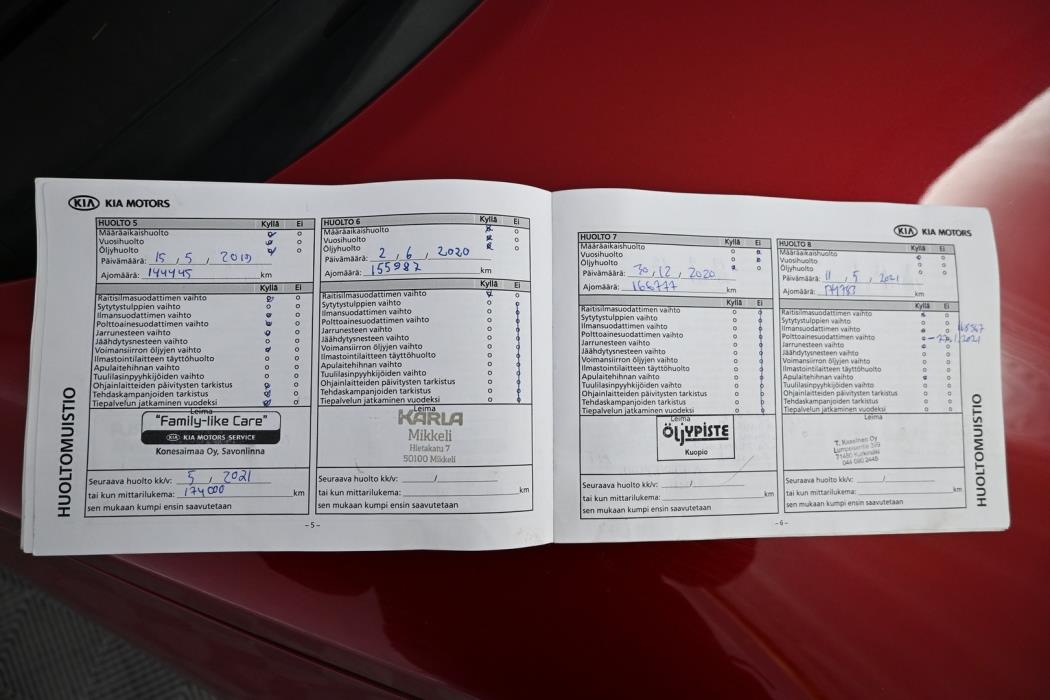 KIA KIA MOTORS
HUOLTOMUISTIO
HUOLTO 5 Kyllä Ei
Määräaikaishuolto
Vuosihuolto
Öljyhuolto
Päivämäärä: 15, 5, 2019
Ajomäärä: 144445 km
Kyllä Ei
Raitisilmasuodattimen vaihto
Sytytystulppien vaihto
Ilmansuodattimen vaihto
Polttoainesuodattimen vaihto
Jarrunesteen vaihto
Jäähdytysnesteen vaihto
Voimansiirron öljyjen vaihto
Ilmastointilaitteen täyttöhuolto
Apulaitehihnan vaihto
Tuulilasinpyyhkijöiden vaihto
Ohjainlaitteiden päivitysten tarkistus
Tehdaskampanjoiden tarkistus
Tiepalvelun jatkaminen vuodeksi
Leima
"Family-like Care"
KIA KIA MOTORS SERVICE
Konesaimaa Oy, Savonlinna
Seuraava huolto kk/v: 5, 2021
tai kun mittarilukema: 174000 km
sen mukaan kumpi ensin saavutetaan
HUOLTO 6 Kyllä Ei
Määräaikaishuolto
Vuosihuolto
Öljyhuolto
Päivämäärä: 2, 6, 2020
Ajomäärä: 155987 km
Kyllä Ei
Raitisilmasuodattimen vaihto
Sytytystulppien vaihto
Ilmansuodattimen vaihto
Polttoainesuodattimen vaihto
Jarrunesteen vaihto
Jäähdytysnesteen vaihto
Voimansiirron öljyjen vaihto
Ilmastointilaitteen täyttöhuolto
Apulaitehihnan vaihto
Tuulilasinpyyhkijöiden vaihto
Ohjainlaitteiden päivitysten tarkistus
Tehdaskampanjoiden tarkistus
Tiepalvelun jatkaminen vuodeksi
Leima
KARLA
Mikkeli
Hietakatu 7
50100 Mikkeli
Seuraava huolto kk/v: /
tai kun mittarilukema: km
sen mukaan kumpi ensin saavutetaan
-5-
KIA KIA MOTORS
HUOLTO 7 Kyllä Ei
Määräaikaishuolto
Vuosihuolto
Öljyhuolto
Päivämäärä: 30, 12, 2020
Ajomäärä: 166777 km
Kyllä Ei
Raitisilmasuodattimen vaihto
Sytytystulppien vaihto
Ilmansuodattimen vaihto
Polttoainesuodattimen vaihto
Jarrunesteen vaihto
Jäähdytysnesteen vaihto
Voimansiirron öljyjen vaihto
Ilmastointilaitteen täyttöhuolto
Apulaitehihnan vaihto
Tuulilasinpyyhkijöiden vaihto
Ohjainlaitteiden päivitysten tarkistus
Tehdaskampanjoiden tarkistus
Tiepalvelun jatkaminen vuodeksi
Leima
ÖLJYPISTE
Kuopio
Seuraava huolto kk/v: /
tai kun mittarilukema: km
sen mukaan kumpi ensin saavutetaan
HUOLTO 8 Kyllä Ei
Määräaikaishuolto
Vuosihuolto
Öljyhuolto
Päivämäärä: 11, 5, 2021
Ajomäärä: km
Kyllä Ei
Raitisilmasuodattimen vaihto
Sytytystulppien vaihto
Ilmansuodattimen vaihto
Polttoainesuodattimen vaihto
Jarrunesteen vaihto
Jäähdytysnesteen vaihto
Voimansiirron öljyjen vaihto
Ilmastointilaitteen täyttöhuolto
Apulaitehihnan vaihto
Tuulilasinpyyhkijöiden vaihto
Ohjainlaitteiden päivitysten tarkistus
Tehdaskampanjoiden tarkistus
Tiepalvelun jatkaminen vuodeksi
Leima
Seuraava huolto kk/v: /
tai kun mittarilukema: km
sen mukaan kumpi ensin saavutetaan
HUOLTOMUISTIO
-6-